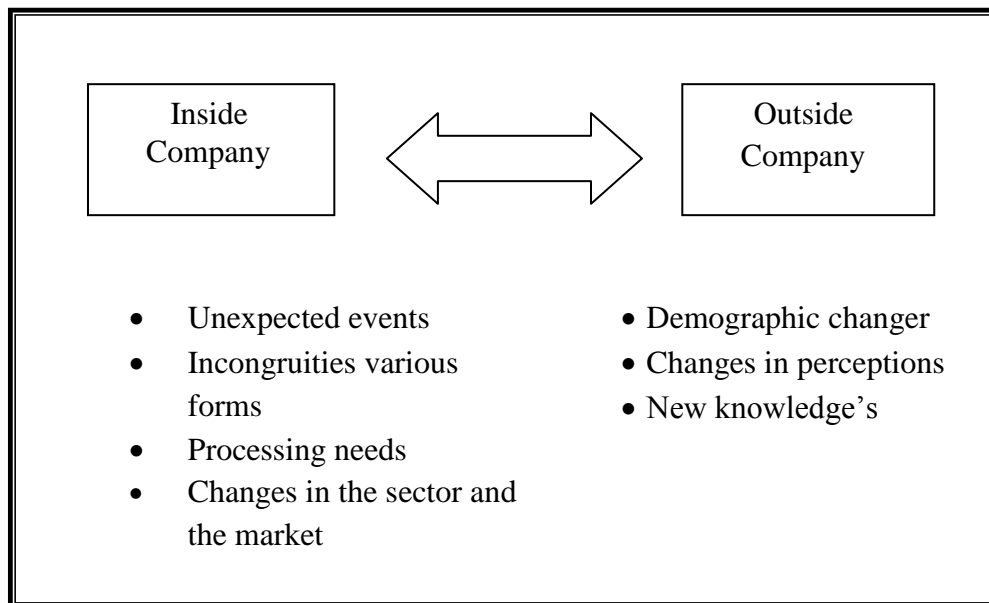 Inside
Company
Outside
Company
• Unexpected events
• Incongruities various
forms
• Processing needs
• Changes in the sector and
the market
• Demographic changer
• Changes in perceptions
• New knowledge’s